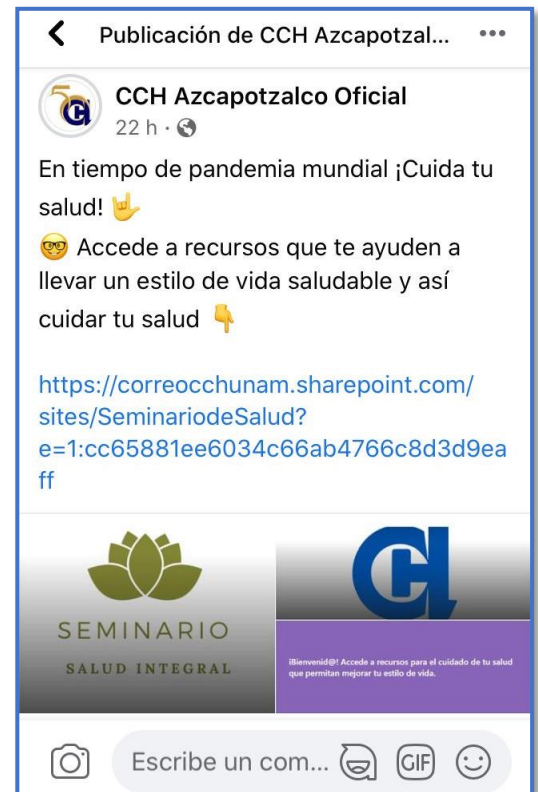 Publicación de CCH Azcapotzal...
CCH Azcapotzalco Oficial
22 h ·
En tiempo de pandemia mundial ¡Cuida tu
salud! 🤟
🤓 Accede a recursos que te ayuden a
llevar un estilo de vida saludable y así
cuidar tu salud 👇
https://correocchunam.sharepoint.com/
sites/SeminariodeSalud?
e=1:cc65881ee6034c66ab4766c8d3d9ea
ff
SEMINARIO
SALUD INTEGRAL
¡Bienvenid@! Accede a recursos para el cuidado de tu salud
que permitan mejorar tu estilo de vida.
Escribe un com...
GIF